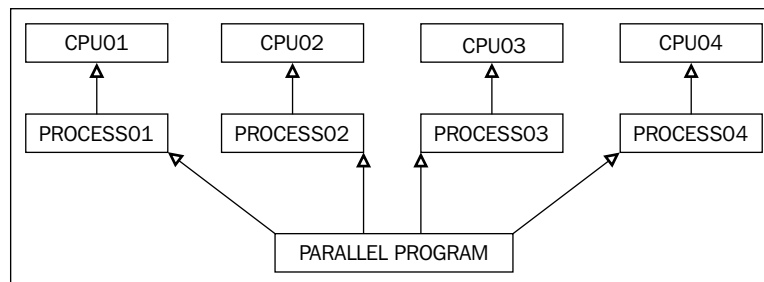 CPU01
CPU02
CPU03
CPU04
PROCESS01
PROCESS02
PROCESS03
PROCESS04
PARALLEL PROGRAM